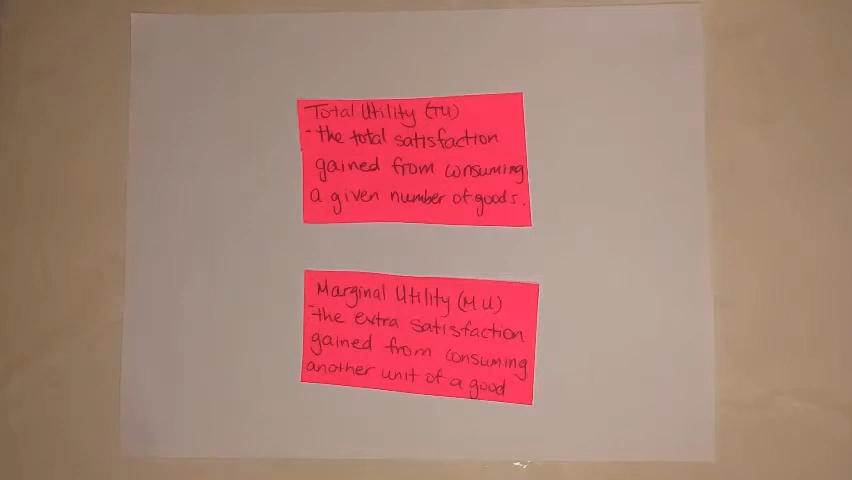 Total Utility (TU)
- the total satisfaction
gained from consuming
a given number of goods.
Marginal Utility (MU)
- the extra satisfaction
gained from consuming
another unit of a good